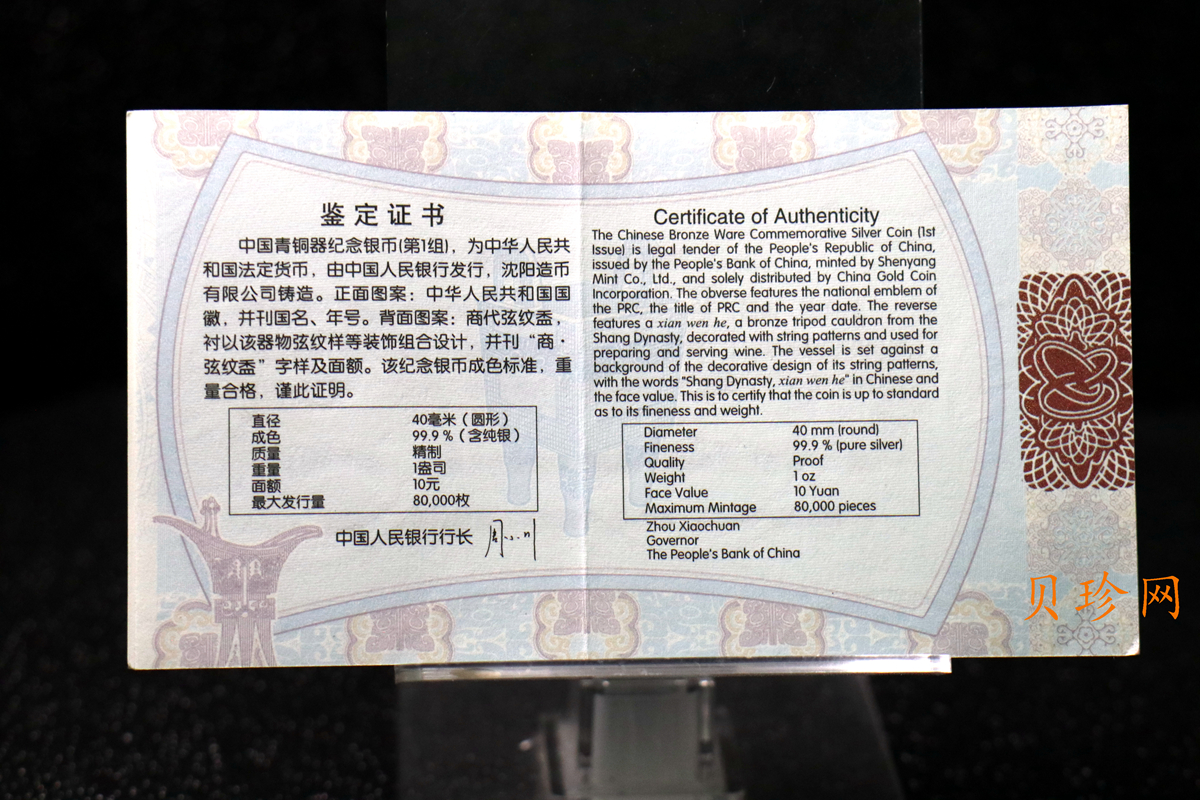 鉴定证书
中国青铜器纪念银币(第1组)，为中华人民共
和国法定货币，由中国人民银行发行，沈阳造币
有限公司铸造。正面图案：中华人民共和国国
徽，并刊国名、年号。背面图案：商代弦纹盉，
衬以该器物弦纹样等装饰组合设计，并刊“商·
弦纹盉”字样及面额。该纪念银币成色标准，重
量合格，谨此证明。
直径 40毫米（圆形）
成色 99.9％（含纯银）
质量 精制
重量 1盎司
面额 10元
最大发行量 80,000枚
中国人民银行行长
Certificate of Authenticity
The Chinese Bronze Ware Commemorative Silver Coin (1st
Issue) is legal tender of the People's Republic of China,
issued by the People's Bank of China, minted by Shenyang
Mint Co., Ltd., and solely distributed by China Gold Coin
Incorporation. The obverse features the national emblem of
the PRC, the title of PRC and the year date. The reverse
features a xian wen he, a bronze tripod cauldron from the
Shang Dynasty, decorated with string patterns and used for
preparing and serving wine. The vessel is set against a
background of the decorative design of its string patterns,
with the words "Shang Dynasty, xian wen he" in Chinese and
the face value. This is to certify that the coin is up to standard
as to its fineness and weight.
Diameter 40 mm (round)
Fineness 99.9 % (pure silver)
Quality Proof
Weight 1 oz
Face Value 10 Yuan
Maximum Mintage 80,000 pieces
Zhou Xiaochuan
Governor
The People's Bank of China
贝珍网